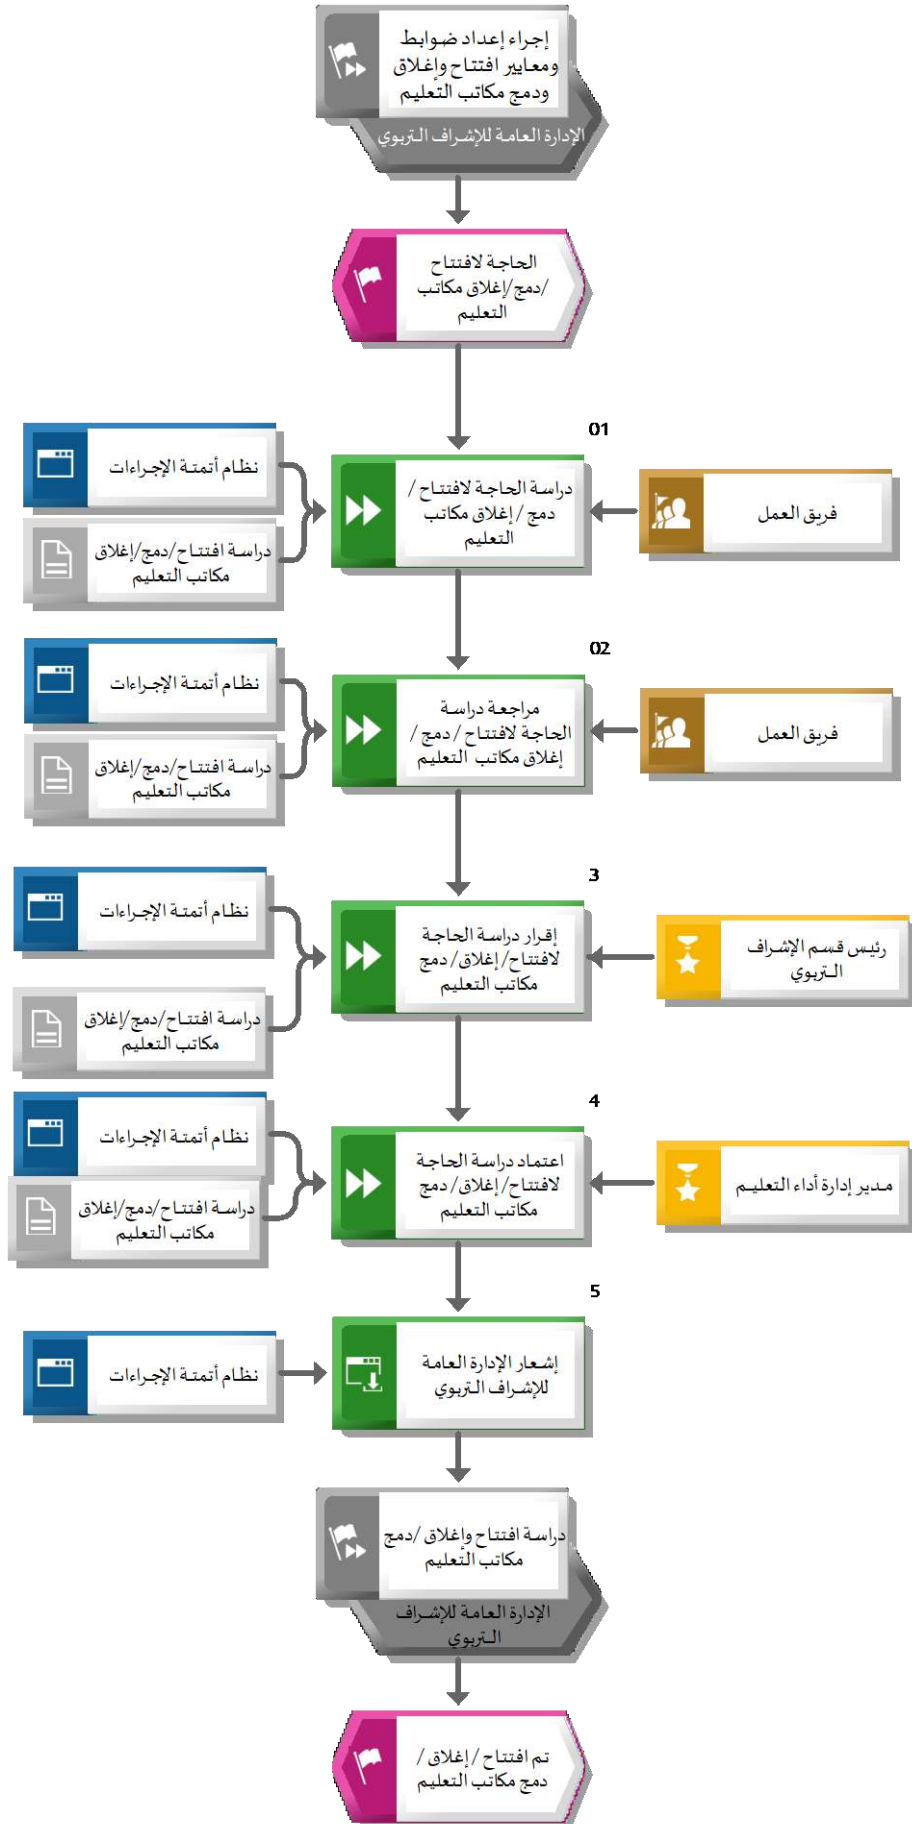 إجراء إعداد ضوابط
ومعايير افتتاح وإغلاق
ودمج مكاتب التعليم
الإدارة العامة للإشراف التربوي
الحاجة لافتتاح
/دمج/إغلاق مكاتب
التعليم
01
فريق العمل
دراسة الحاجة لافتتاح /
دمج / إغلاق مكاتب
التعليم
نظام أتمتة الإجراءات
دراسة افتتاح/دمج/إغلاق
مكاتب التعليم
02
فريق العمل
مراجعة دراسة
الحاجة لافتتاح / دمج /
إغلاق مكاتب التعليم
نظام أتمتة الإجراءات
دراسة افتتاح/دمج/إغلاق
مكاتب التعليم
3
رئيس قسم الإشراف
التربوي
إقرار دراسة الحاجة
لافتتاح/إغلاق/دمج
مكاتب التعليم
نظام أتمتة الإجراءات
دراسة افتتاح/دمج/إغلاق
مكاتب التعليم
4
مدير إدارة أداء التعليم
اعتماد دراسة الحاجة
لافتتاح/إغلاق/دمج
مكاتب التعليم
نظام أتمتة الإجراءات
دراسة افتتاح/دمج/إغلاق
مكاتب التعليم
5
إشعار الإدارة العامة
للإشراف التربوي
نظام أتمتة الإجراءات
دراسة افتتاح وإغلاق /دمج
مكاتب التعليم
الإدارة العامة للإشراف
التربوي
تم افتتاح / إغلاق /
دمج مكاتب التعليم